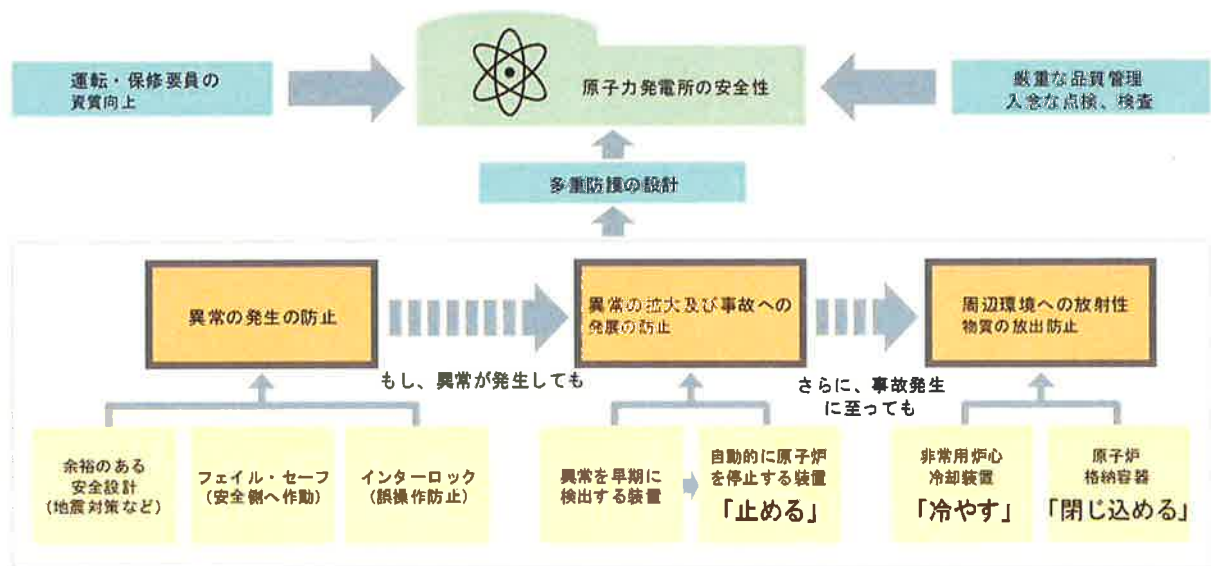 運転・保修要員の
資質向上
原子力発電所の安全性
厳重な品質管理
入念な点検、検査
多重防護の設計
異常の発生の防止
異常の拡大及び事故への
発展の防止
周辺環境への放射性
物質の放出防止
もし、異常が発生しても
さらに、事故発生
に至っても
余裕のある
安全設計
(地震対策など)
フェイル・セーフ
(安全側へ作動)
インターロック
(誤操作防止)
異常を早期に
検出する装置
自動的に原子炉
を停止する装置
「止める」
非常用炉心
冷却装置
「冷やす」
原子炉
格納容器
「閉じ込める」